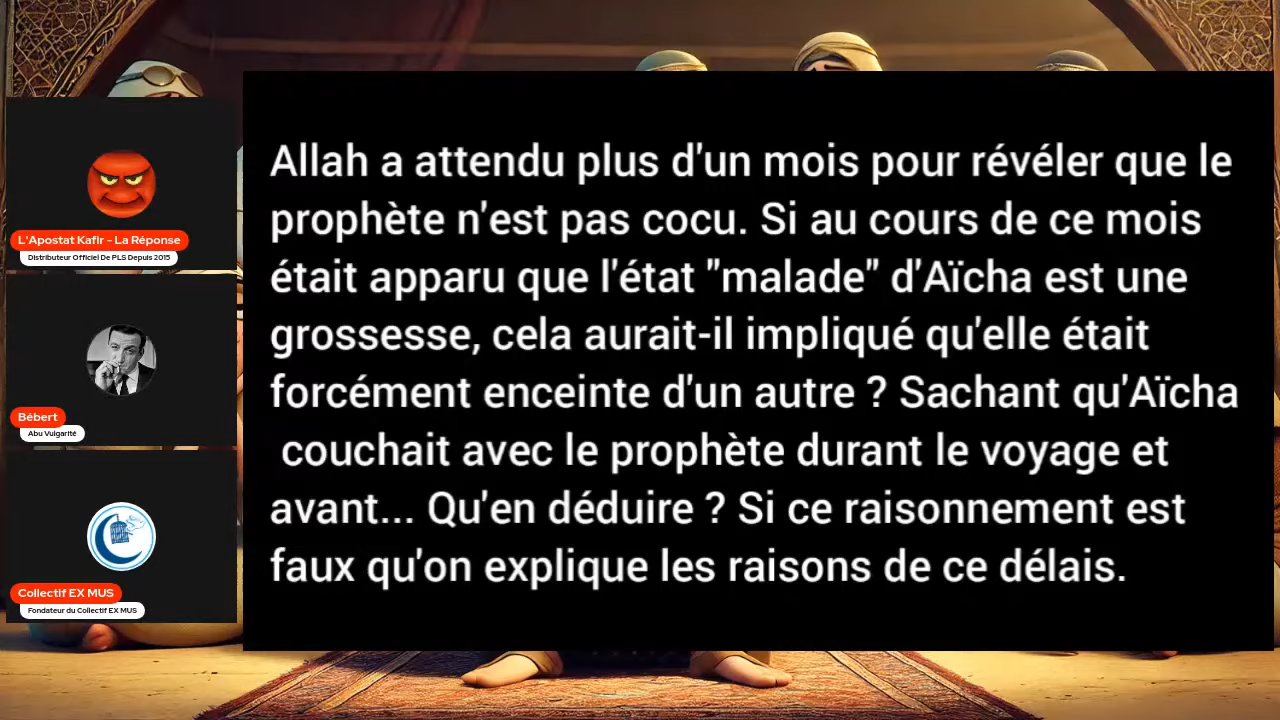 Allah a attendu plus d'un mois pour révéler que le
prophète n'est pas cocu. Si au cours de ce mois
était apparu que l'état "malade" d'Aïcha est une
grossesse, cela aurait-il impliqué qu'elle était
forcément enceinte d'un autre ? Sachant qu'Aïcha
couchait avec le prophète durant le voyage et
avant... Qu'en déduire ? Si ce raisonnement est
faux qu'on explique les raisons de ce délais.
L'Apostat Kafir - La Réponse
Distributeur Officiel De PLS Depuis 2015
Bébert
Abu Vulgarité
Collectif EX MUS
Fondateur du Collectif EX MUS